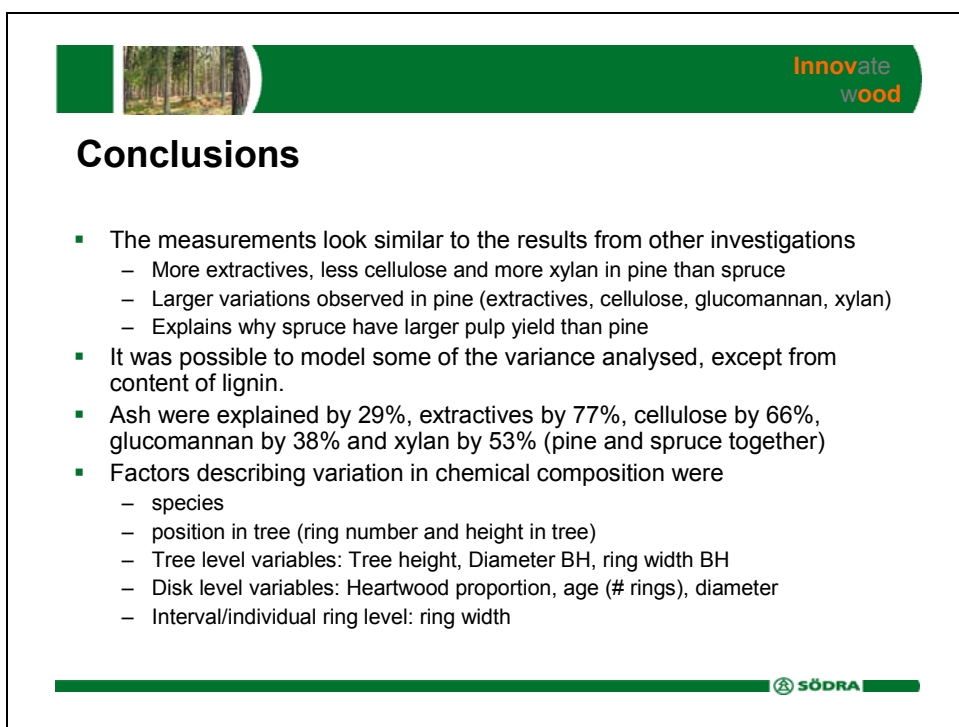 Innovate
wood
Conclusions
▪ The measurements look similar to the results from other investigations
– More extractives, less cellulose and more xylan in pine than spruce
– Larger variations observed in pine (extractives, cellulose, glucomannan, xylan)
– Explains why spruce have larger pulp yield than pine
▪ It was possible to model some of the variance analysed, except from
content of lignin.
▪ Ash were explained by 29%, extractives by 77%, cellulose by 66%,
glucomannan by 38% and xylan by 53% (pine and spruce together)
▪ Factors describing variation in chemical composition were
– species
– position in tree (ring number and height in tree)
– Tree level variables: Tree height, Diameter BH, ring width BH
– Disk level variables: Heartwood proportion, age (# rings), diameter
– Interval/individual ring level: ring width
SÖDRA